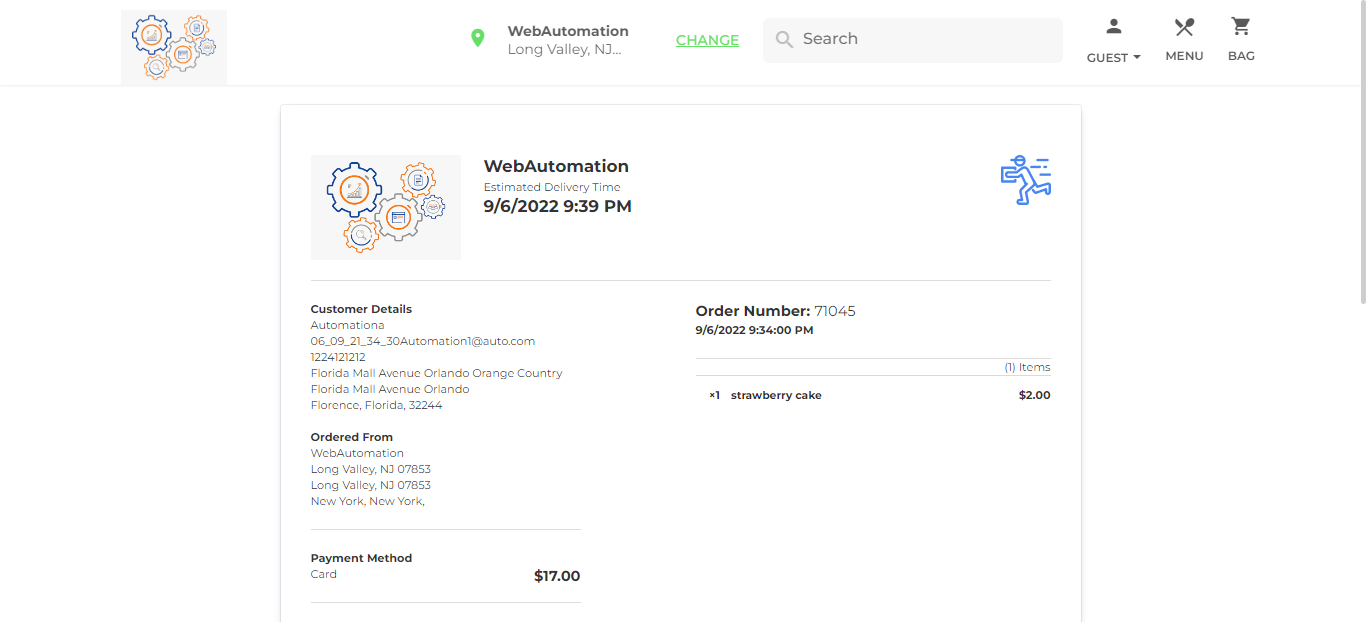 WebAutomation
Long Valley, NJ...
CHANGE
Search
GUEST
MENU
BAG
WebAutomation
Estimated Delivery Time
9/6/2022 9:39 PM
Customer Details
Automationa
06_09_21_34_30Automation1@auto.com
1224121212
Florida Mall Avenue Orlando Orange Country
Florida Mall Avenue Orlando
Florence, Florida, 32244
Ordered From
WebAutomation
Long Valley, NJ 07853
Long Valley, NJ 07853
New York, New York,
Payment Method
Card $17.00
Order Number: 71045
9/6/2022 9:34:00 PM
(1) Items
×1 strawberry cake $2.00